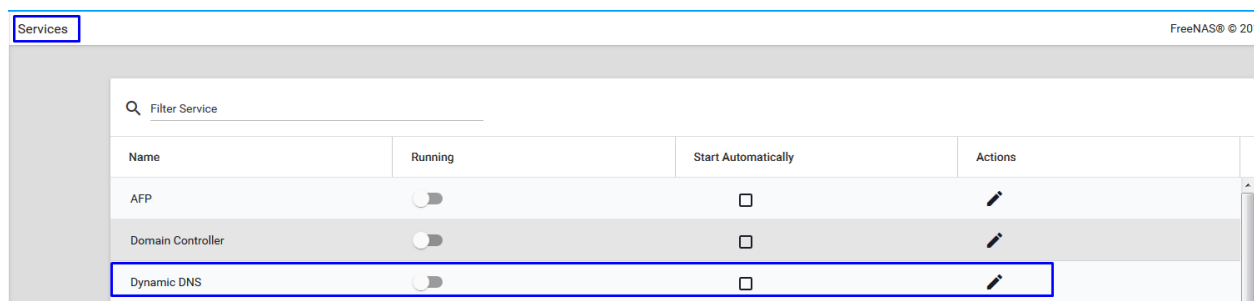 Services
FreeNAS® © 20
Filter Service
Name Running Start Automatically Actions
AFP
Domain Controller
Dynamic DNS